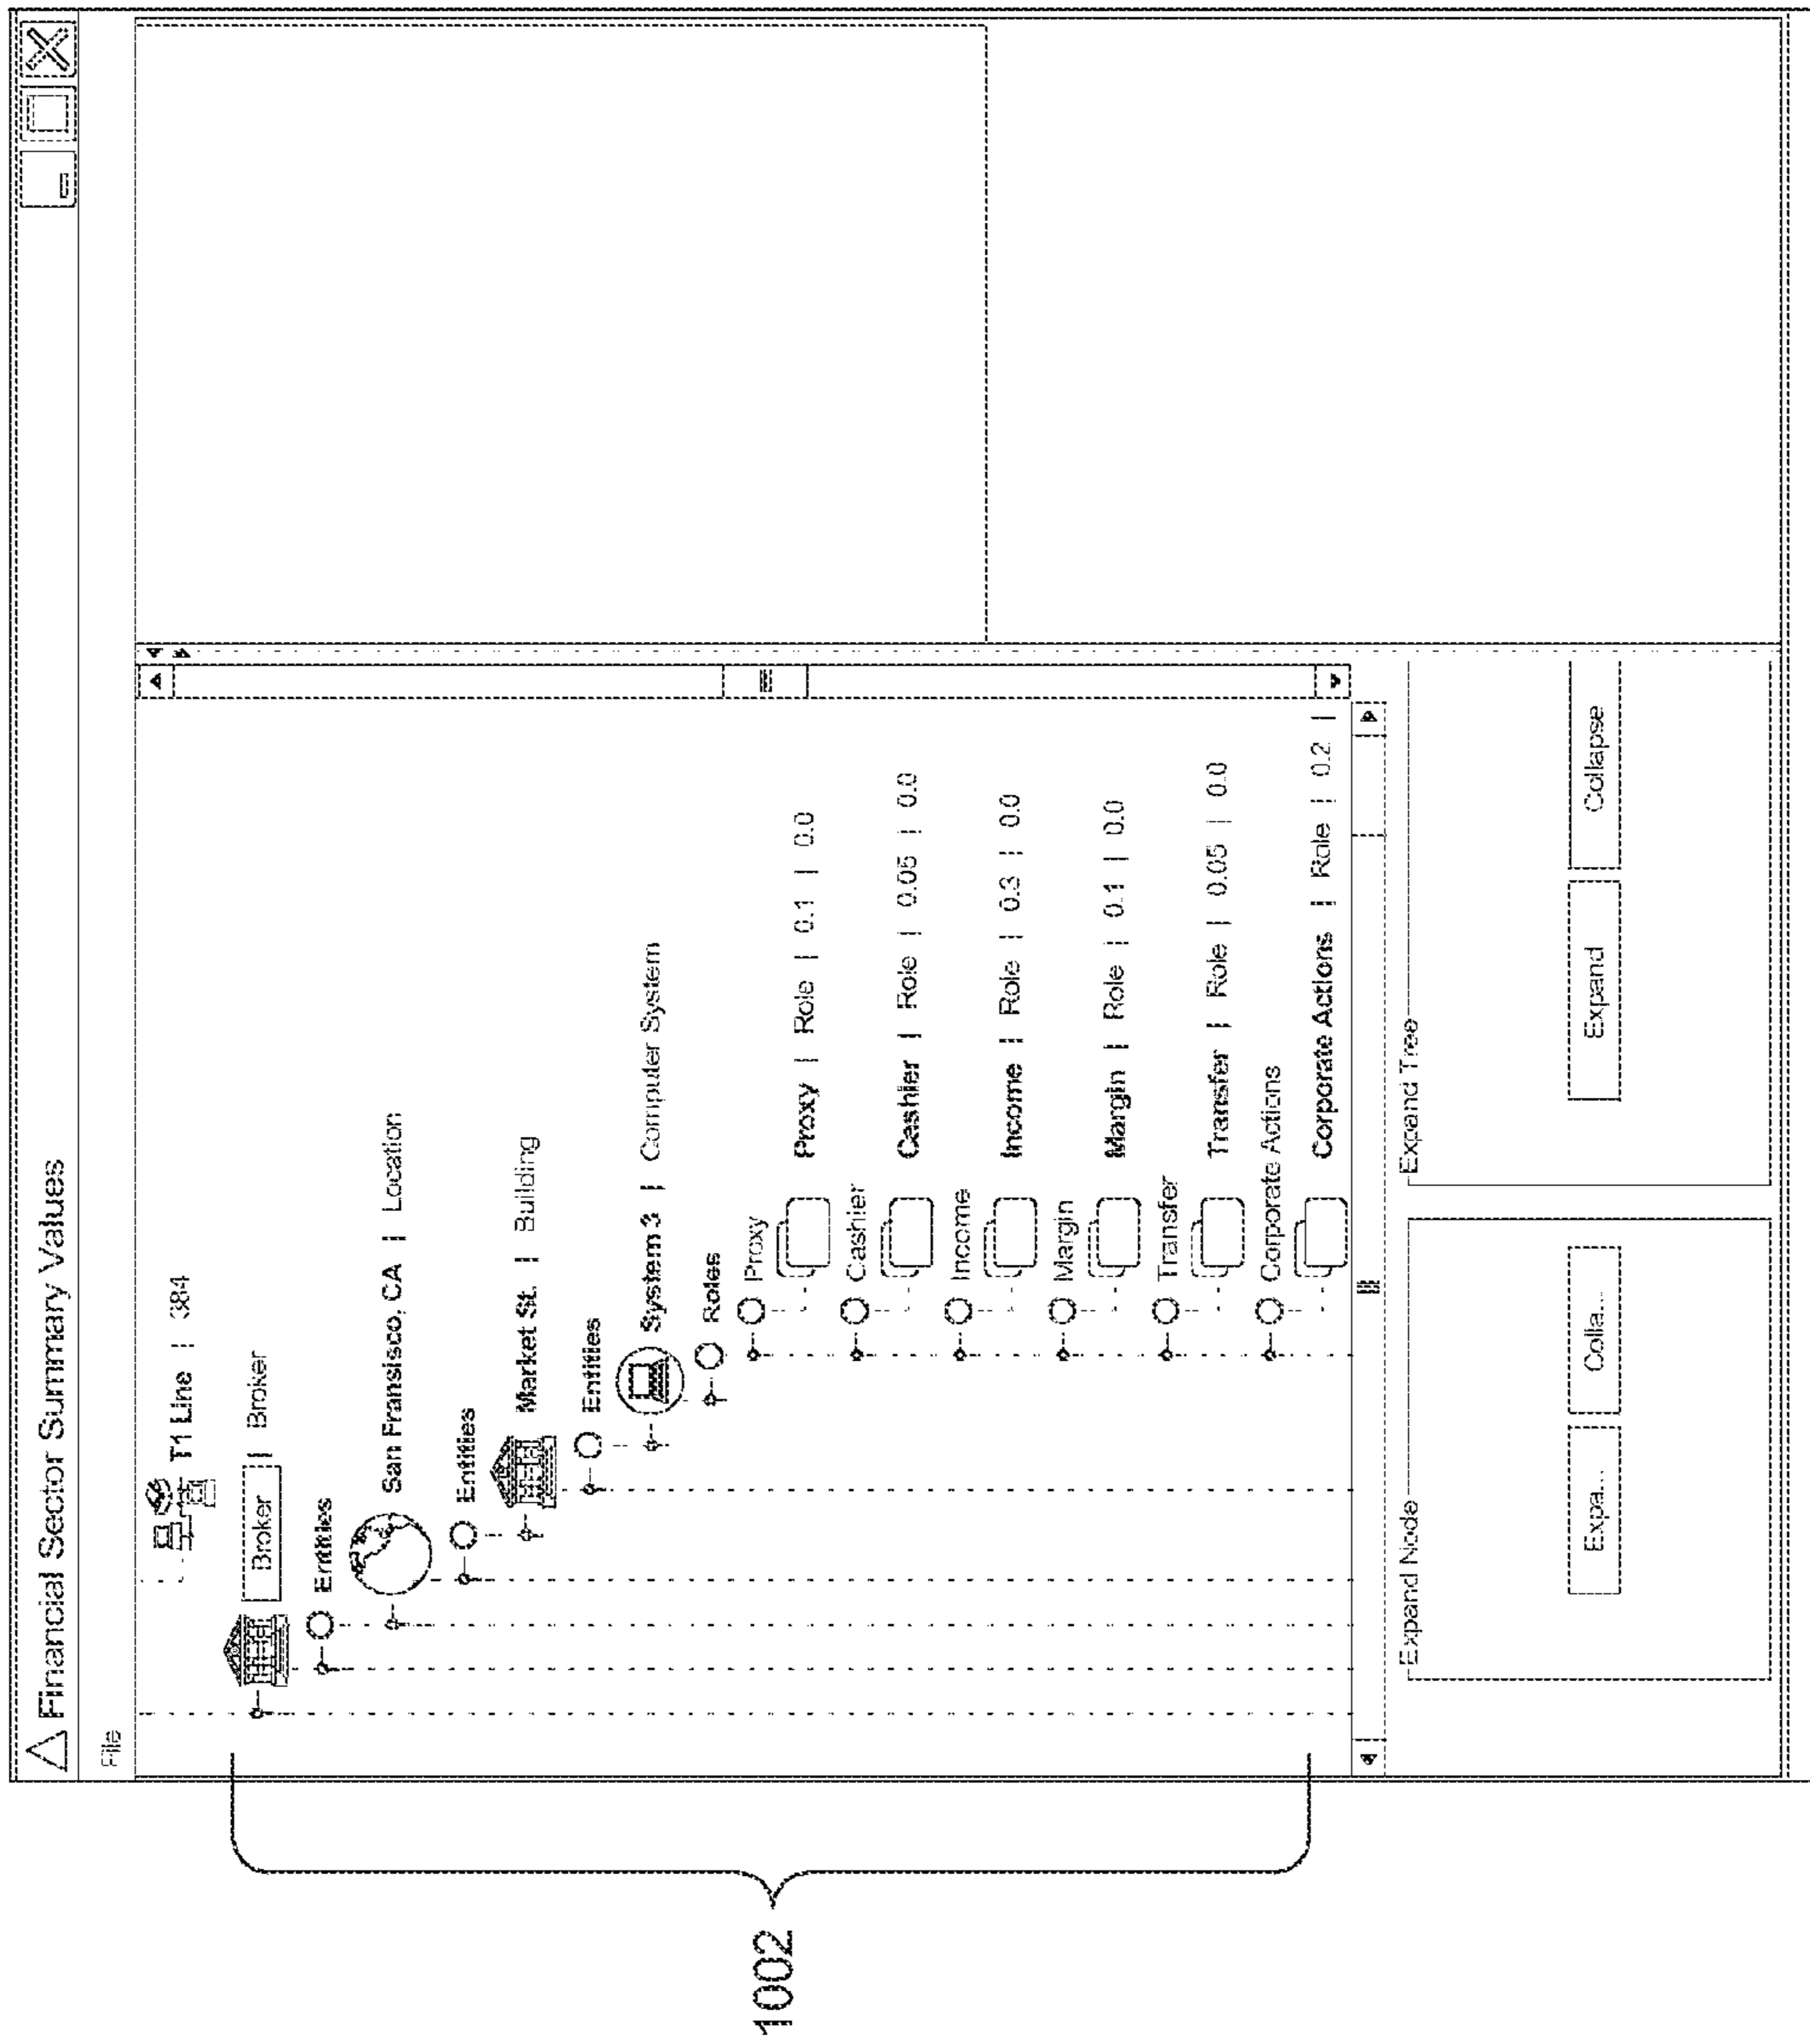 Financial Sector Summary Values
File
T1 Line | 384
Broker | Broker
Entities
San Fransisco, CA | Location
Entities
Market St. | Building
Entities
System 3 | Computer System
Roles
Proxy
Proxy | Role | 0.1 | 0.0
Cashier
Cashier | Role | 0.05 | 0.0
Income
Income | Role | 0.3 | 0.0
Margin
Margin | Role | 0.1 | 0.0
Transfer
Transfer | Role | 0.05 | 0.0
Corporate Actions
Corporate Actions | Role | 0.2 |
Expand Node
Expa... Colla...
Expand Tree
Expand Collapse
1002